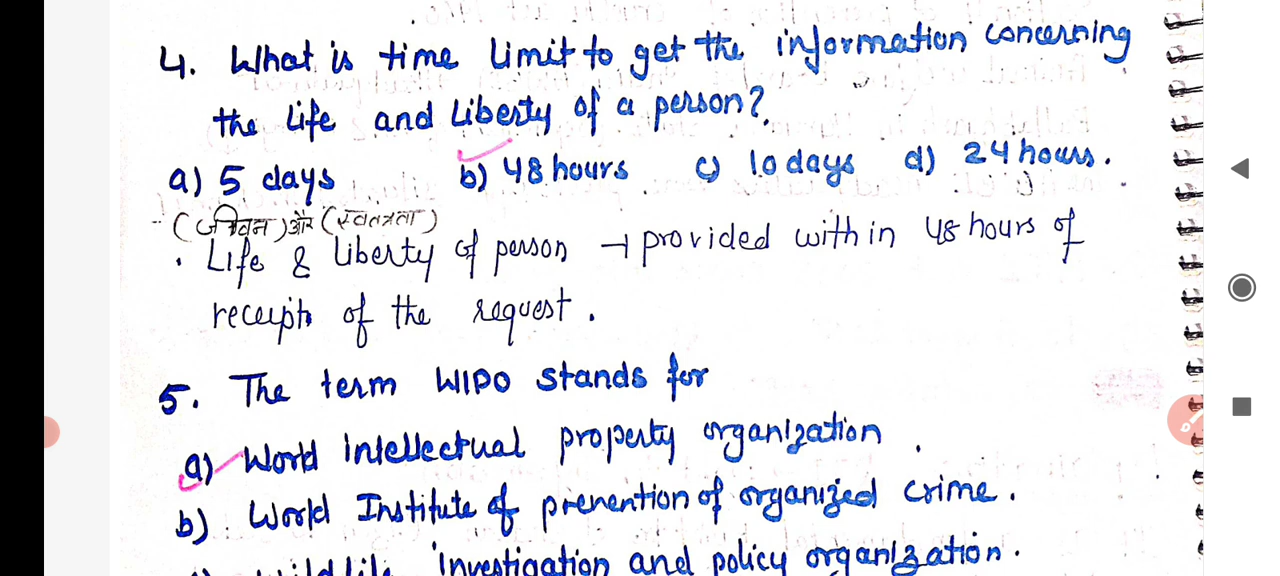 4. What is time limit to get the information concerning
the life and Liberty of a person?
a) 5 days b) 48 hours c) 10 days d) 24 hours.
- (जीवन) और (स्वतंत्रता)
. Life & liberty of person → provided within 48 hours of
receipts of the request.
5. The term WIPO stands for
a) World Intellectual property organization.
b). World Institute of prevention of organized crime.
investigation and policy organization.